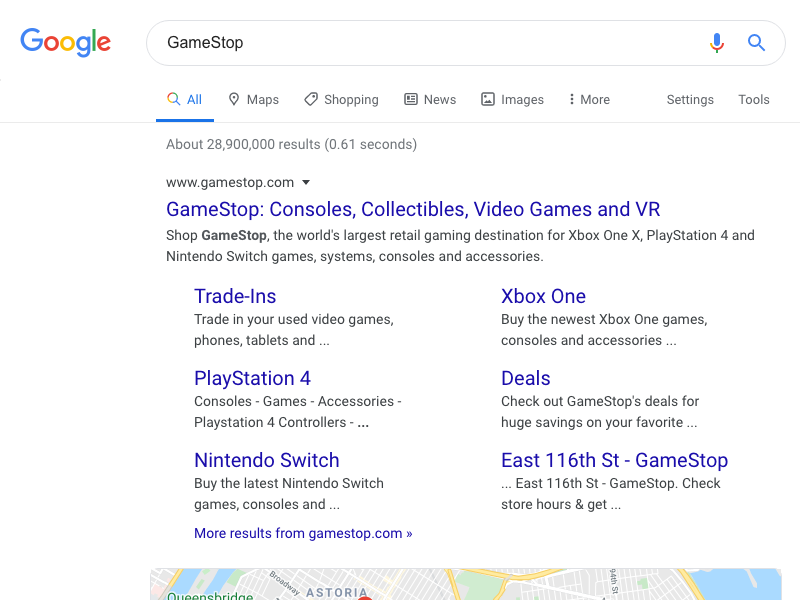 Google
GameStop
All
Maps
Shopping
News
Images
More
Settings
Tools
About 28,900,000 results (0.61 seconds)
www.gamestop.com
GameStop: Consoles, Collectibles, Video Games and VR
Shop GameStop, the world's largest retail gaming destination for Xbox One X, PlayStation 4 and
Nintendo Switch games, systems, consoles and accessories.
Trade-Ins
Trade in your used video games,
phones, tablets and ...
Xbox One
Buy the newest Xbox One games,
consoles and accessories ...
PlayStation 4
Consoles - Games - Accessories -
Playstation 4 Controllers - ...
Deals
Check out GameStop's deals for
huge savings on your favorite ...
Nintendo Switch
Buy the latest Nintendo Switch
games, consoles and ...
East 116th St - GameStop
... East 116th St - GameStop. Check
store hours & get ...
More results from gamestop.com »
Broadway
ASTORIA
94th St
Queensbridge